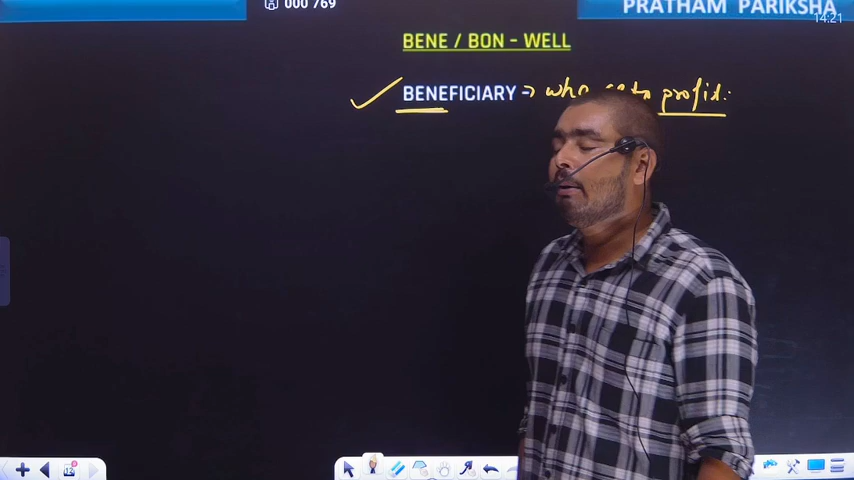 000 769
PRATHAM PARIKSHA
14:21
BENE / BON - WELL
BENEFICIARY → who profit.